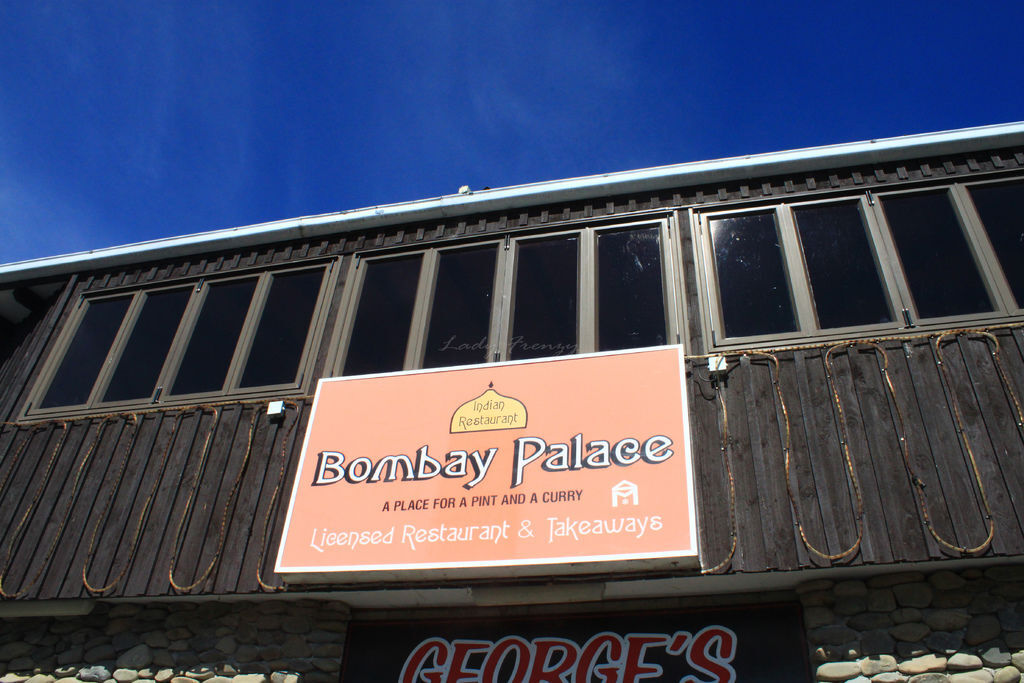 Lady Frenzy
Indian
Restaurant
Bombay Palace
A PLACE FOR A PINT AND A CURRY
Licensed Restaurant & Takeaways
GEORGE'S